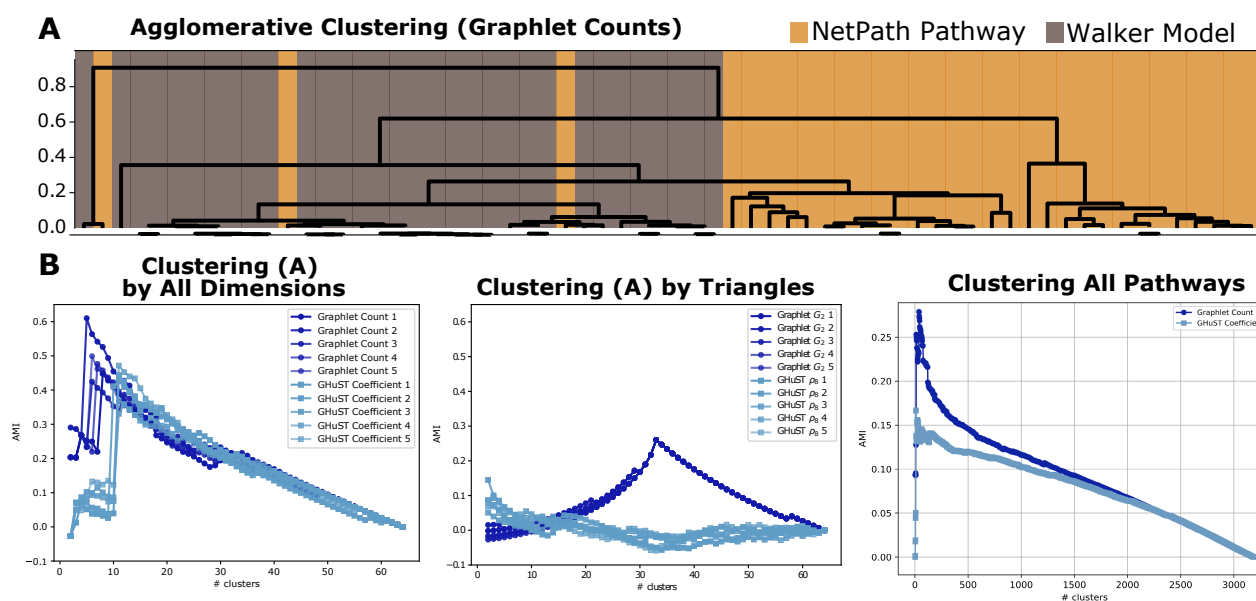 A
Agglomerative Clustering (Graphlet Counts)
NetPath Pathway
Walker Model
0.8
0.6
0.4
0.2
0.0
B
Clustering (A)
by All Dimensions
0.6
0.5
0.4
0.3
0.2
0.1
0.0
−0.1
AMI
Graphlet Count 1
Graphlet Count 2
Graphlet Count 3
Graphlet Count 4
Graphlet Count 5
GHuST Coefficient 1
GHuST Coefficient 2
GHuST Coefficient 3
GHuST Coefficient 4
GHuST Coefficient 5
0 10 20 30 40 50 60
# clusters
Clustering (A) by Triangles
0.6
0.5
0.4
0.3
0.2
0.1
0.0
−0.1
AMI
Graphlet G₂ 1
Graphlet G₂ 2
Graphlet G₂ 3
Graphlet G₂ 4
Graphlet G₂ 5
GHuST p₈ 1
GHuST p₈ 2
GHuST p₈ 3
GHuST p₈ 4
GHuST p₈ 5
0 10 20 30 40 50 60
# clusters
Clustering All Pathways
0.25
0.20
0.15
0.10
0.05
0.00
AMI
Graphlet Count
GHuST Coefficie
0 500 1000 1500 2000 2500 3000
# clusters